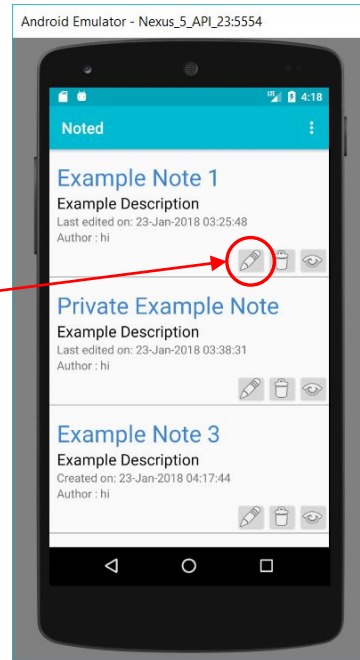 Android Emulator - Nexus_5_API_23:5554
LTE 4:18
Noted
Example Note 1
Example Description
Last edited on: 23-Jan-2018 03:25:48
Author : hi
Private Example Note
Example Description
Last edited on: 23-Jan-2018 03:38:31
Author : hi
Example Note 3
Example Description
Created on: 23-Jan-2018 04:17:44
Author : hi